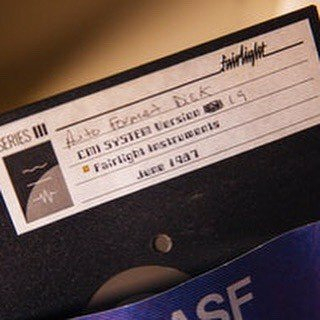 fairlight
SERIES III
Auto Format Disk
CMI SYSTEM Version 19
Fairlight Instruments
June 1987
ASF